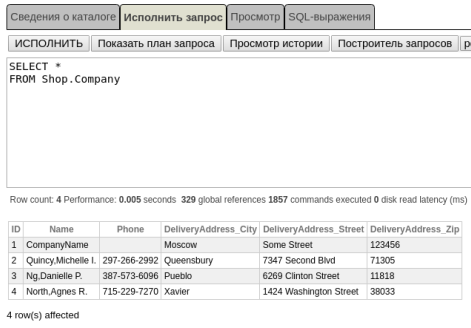 Сведения о каталоге Исполнить запрос Просмотр SQL-выражения
ИСПОЛНИТЬ Показать план запроса Просмотр истории Построитель запросов
SELECT *
FROM Shop.Company
Row count: 4 Performance: 0.005 seconds 329 global references 1857 commands executed 0 disk read latency (ms)
ID Name Phone DeliveryAddress_City DeliveryAddress_Street DeliveryAddress_Zip
1 CompanyName Moscow Some Street 123456
2 Quincy,Michelle I. 297-266-2992 Queensbury 7347 Second Blvd 71305
3 Ng,Danielle P. 387-573-6096 Pueblo 6269 Clinton Street 11818
4 North,Agnes R. 715-229-7270 Xavier 1424 Washington Street 38033
4 row(s) affected